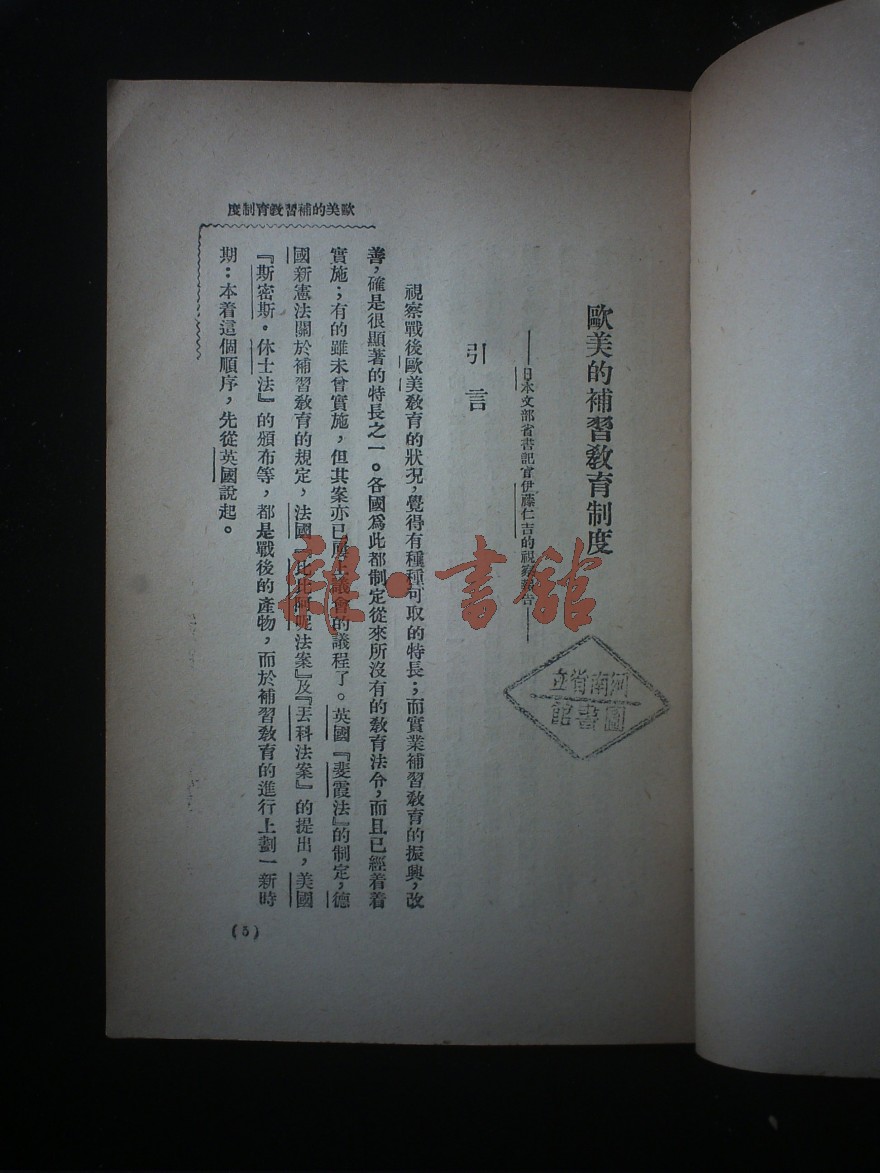 歐美的補習敎育制度
——日本文部省書記官伊藤仁吉的視察報告——
引言
視察戰後歐美敎育的狀況，覺得有種種可取的特長；而實業補習敎育的振興，改
善，確是很顯著的特長之一。各國爲此都制定從來所沒有的敎育法令，而且已經着着
實施；有的雖未曾實施，但其案亦已攤上議會的議程了。英國『斐霞法』的制定，德
國新憲法關於補習敎育的規定，法國『比阿呢法案』及『丟科法案』的提出，美國
『斯密斯·休士法』的頒布等，都是戰後的產物，而於補習敎育的進行上劃一新時
期：本着這個順序，先從英國說起。
歐美的補習敎育制度
(5)
河南省立
圖書館
雜·書館